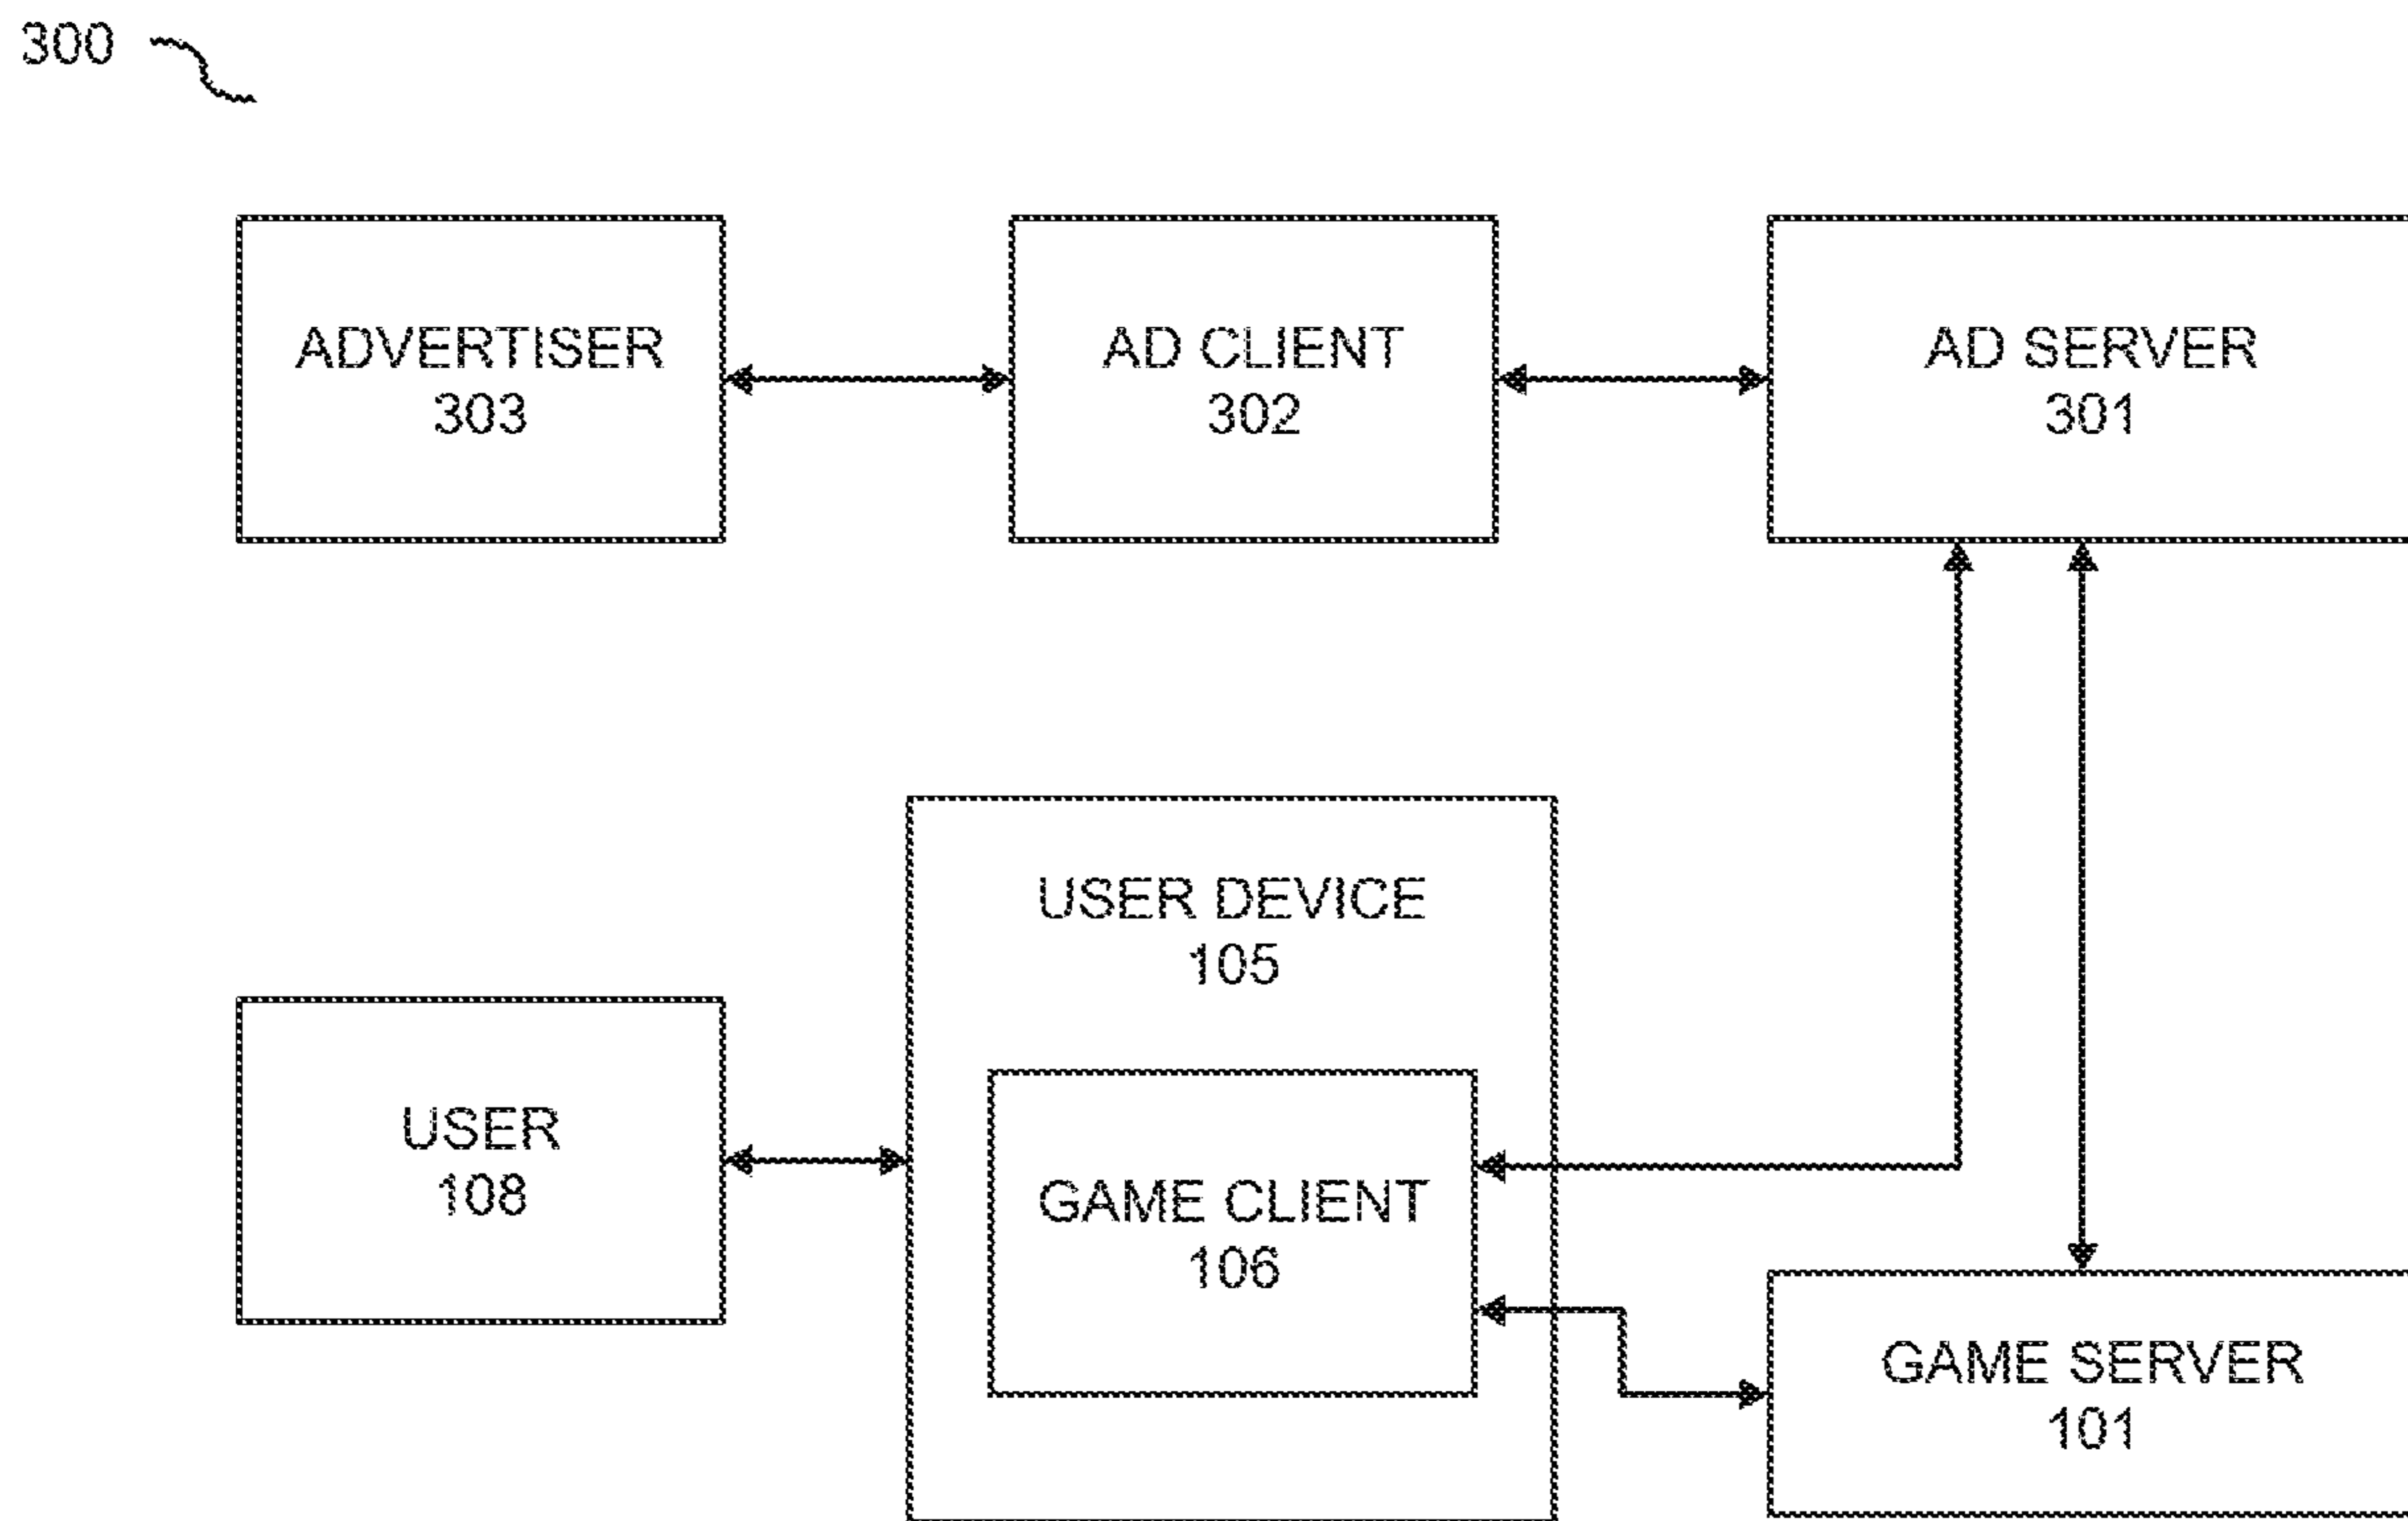 300
ADVERTISER
303
AD CLIENT
302
AD SERVER
301
USER DEVICE
105
USER
108
GAME CLIENT
106
GAME SERVER
101